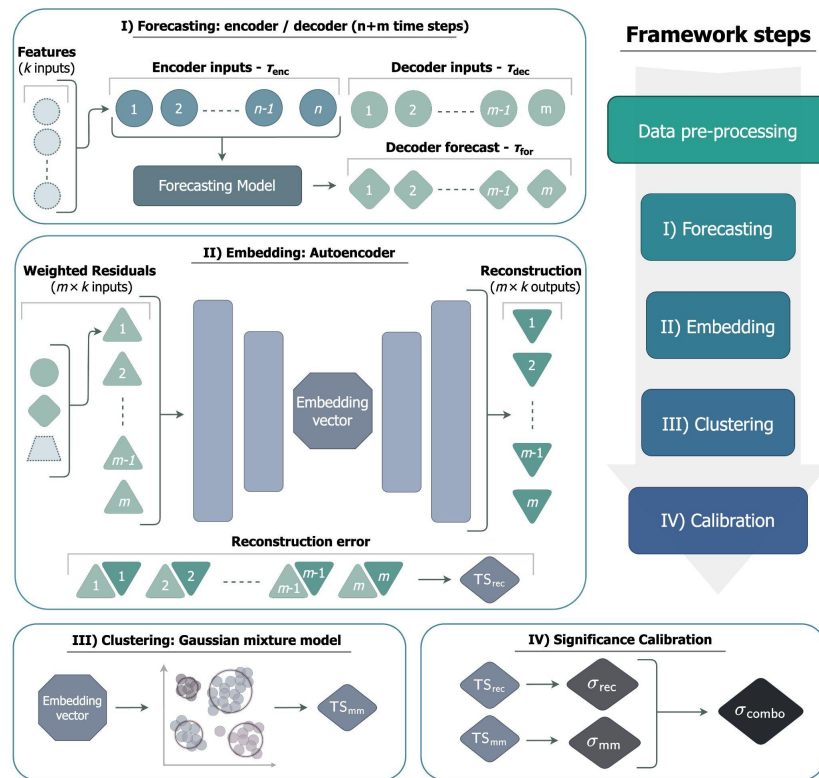 I) Forecasting: encoder / decoder (n+m time steps)
Features
(k inputs)
Encoder inputs - τenc
1 2 n-1 n
Decoder inputs - τdec
1 2 m-1 m
Forecasting Model
Decoder forecast - τfor
1 2 m-1 m
II) Embedding: Autoencoder
Weighted Residuals
(m × k inputs)
1
2
m-1
m
Embedding
vector
Reconstruction
(m × k outputs)
1
2
m-1
m
Reconstruction error
1 1 2 2 m-1 m-1 m m TSrec
III) Clustering: Gaussian mixture model
Embedding
vector
TSmm
IV) Significance Calibration
TSrec σrec
TSmm σmm
σcombo
Framework steps
Data pre-processing
I) Forecasting
II) Embedding
III) Clustering
IV) Calibration